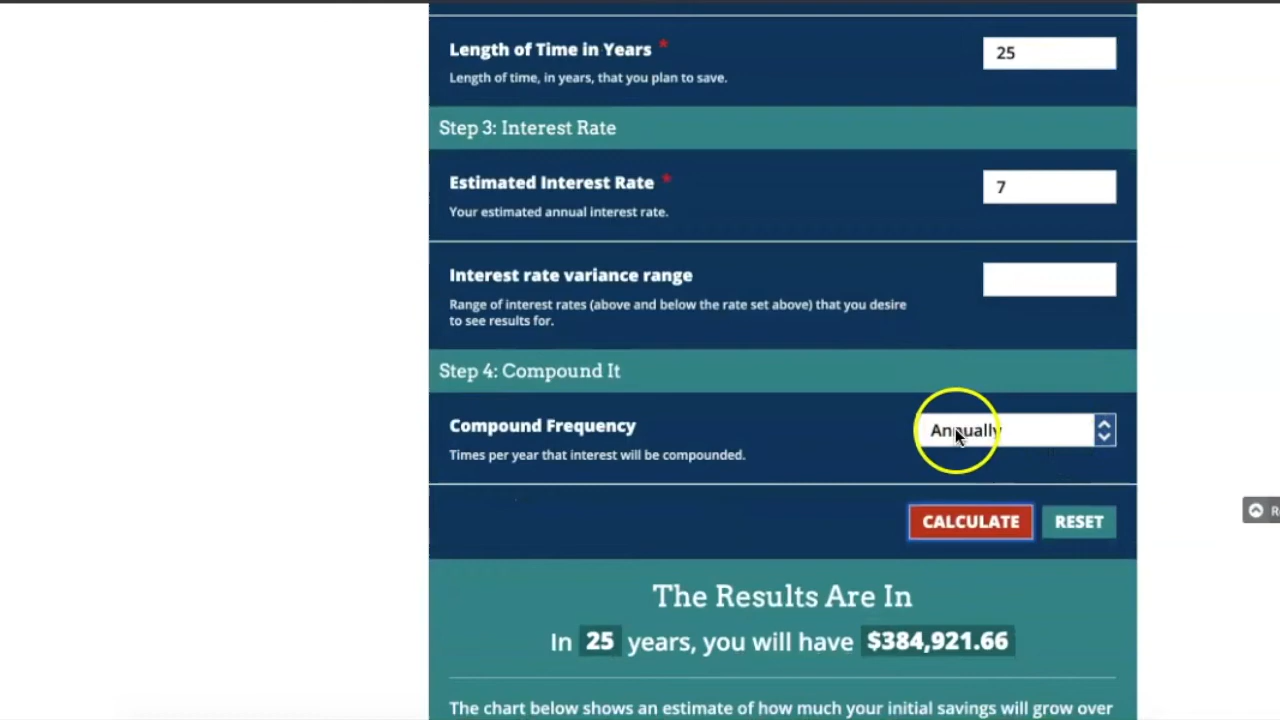 Length of Time in Years *
25
Length of time, in years, that you plan to save.
Step 3: Interest Rate
Estimated Interest Rate *
7
Your estimated annual interest rate.
Interest rate variance range
Range of interest rates (above and below the rate set above) that you desire
to see results for.
Step 4: Compound It
Compound Frequency
Annually
Times per year that interest will be compounded.
CALCULATE RESET
The Results Are In
In 25 years, you will have $384,921.66
The chart below shows an estimate of how much your initial savings will grow over